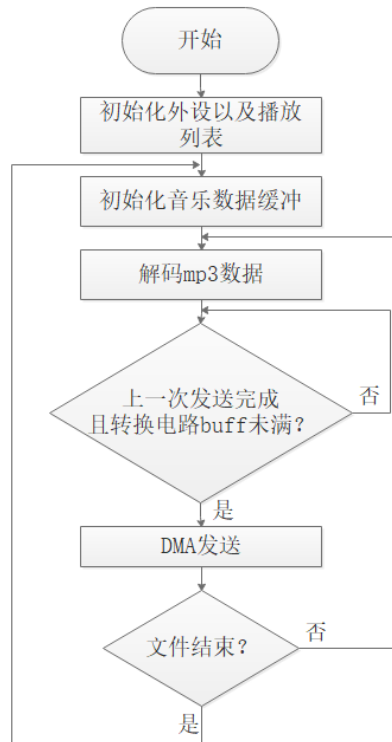 开始
初始化外设以及播放
列表
初始化音乐数据缓冲
解码mp3数据
上一次发送完成
且转换电路buff未满?
否
是
DMA发送
文件结束?
否
是